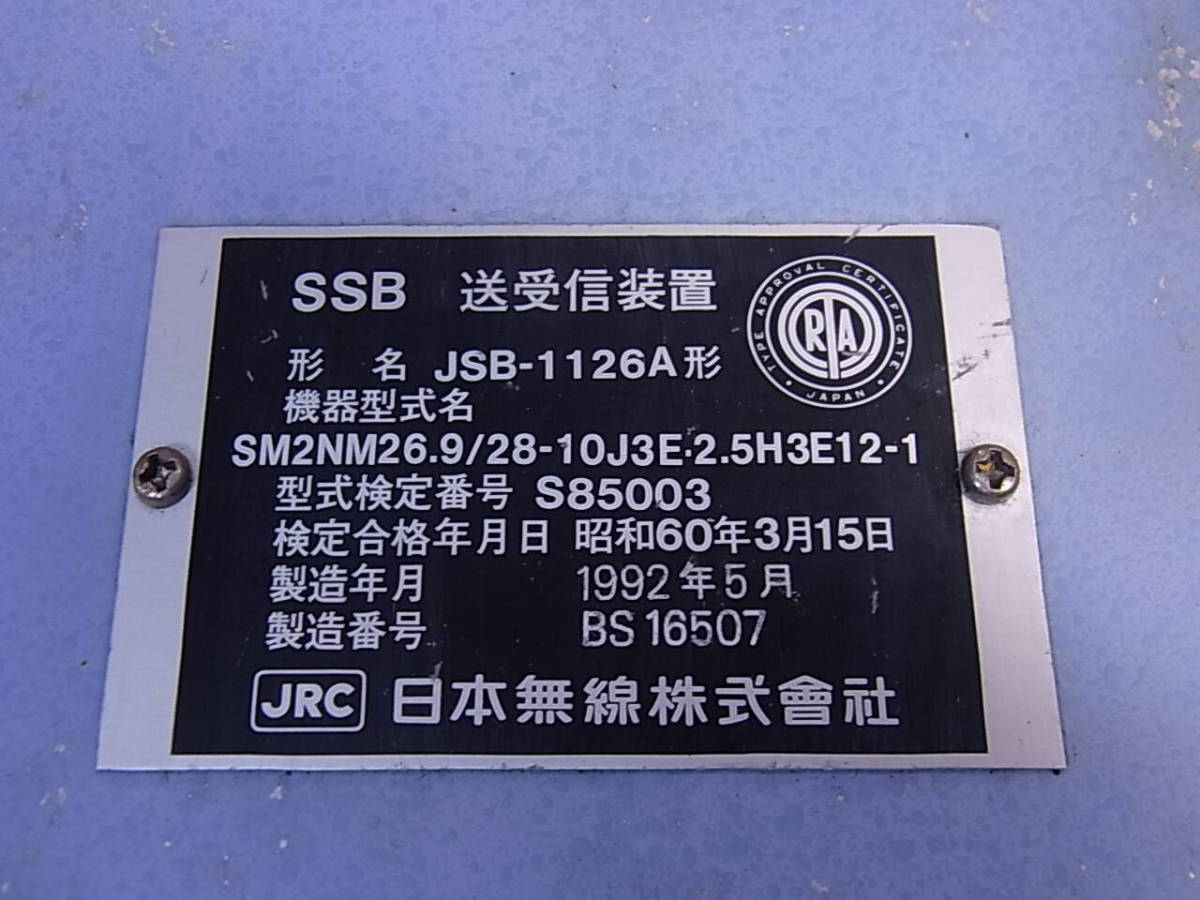 SSB 送受信装置
TYPE APPROVAL CERTIFICATE
RTA
・JAPAN・
形 名 JSB-1126A形
機器型式名
SM2NM26.9/28-10J3E・2.5H3E12-1
型式検定番号 S85003
検定合格年月日 昭和60年3月15日
製造年月 1992年5月
製造番号 BS16507
JRC 日本無線株式會社